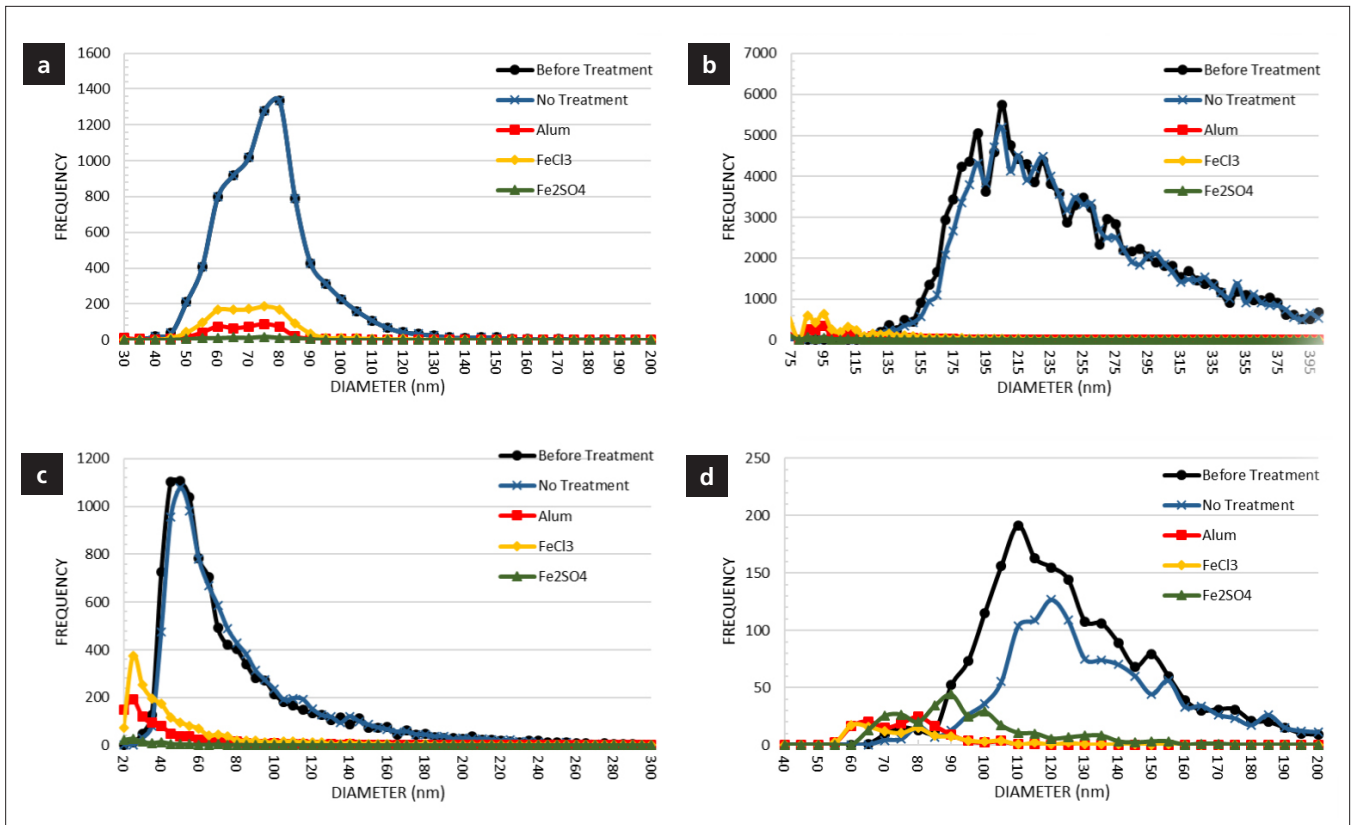 a
1600
1400
1200
1000
800
600
400
200
0
FREQUENCY
Before Treatment
No Treatment
Alum
FeCl3
Fe2SO4
30 40 50 60 70 80 90 100 110 120 130 140 150 160 170 180 190 200
DIAMETER (nm)
b
7000
6000
5000
4000
3000
2000
1000
0
FREQUENCY
Before Treatment
No Treatment
Alum
FeCl3
Fe2SO4
75 95 115 135 155 175 195 215 235 255 275 295 315 335 355 375 395
DIAMETER (nm)
c
1200
1000
800
600
400
200
0
FREQUENCY
Before Treatment
No Treatment
Alum
FeCl3
Fe2SO4
20 40 60 80 100 120 140 160 180 200 220 240 260 280 300
DIAMETER (nm)
d
250
200
150
100
50
0
FREQUENCY
Before Treatment
No Treatment
Alum
FeCl3
Fe2SO4
40 50 60 70 80 90 100 110 120 130 140 150 160 170 180 190 200
DIAMETER (nm)